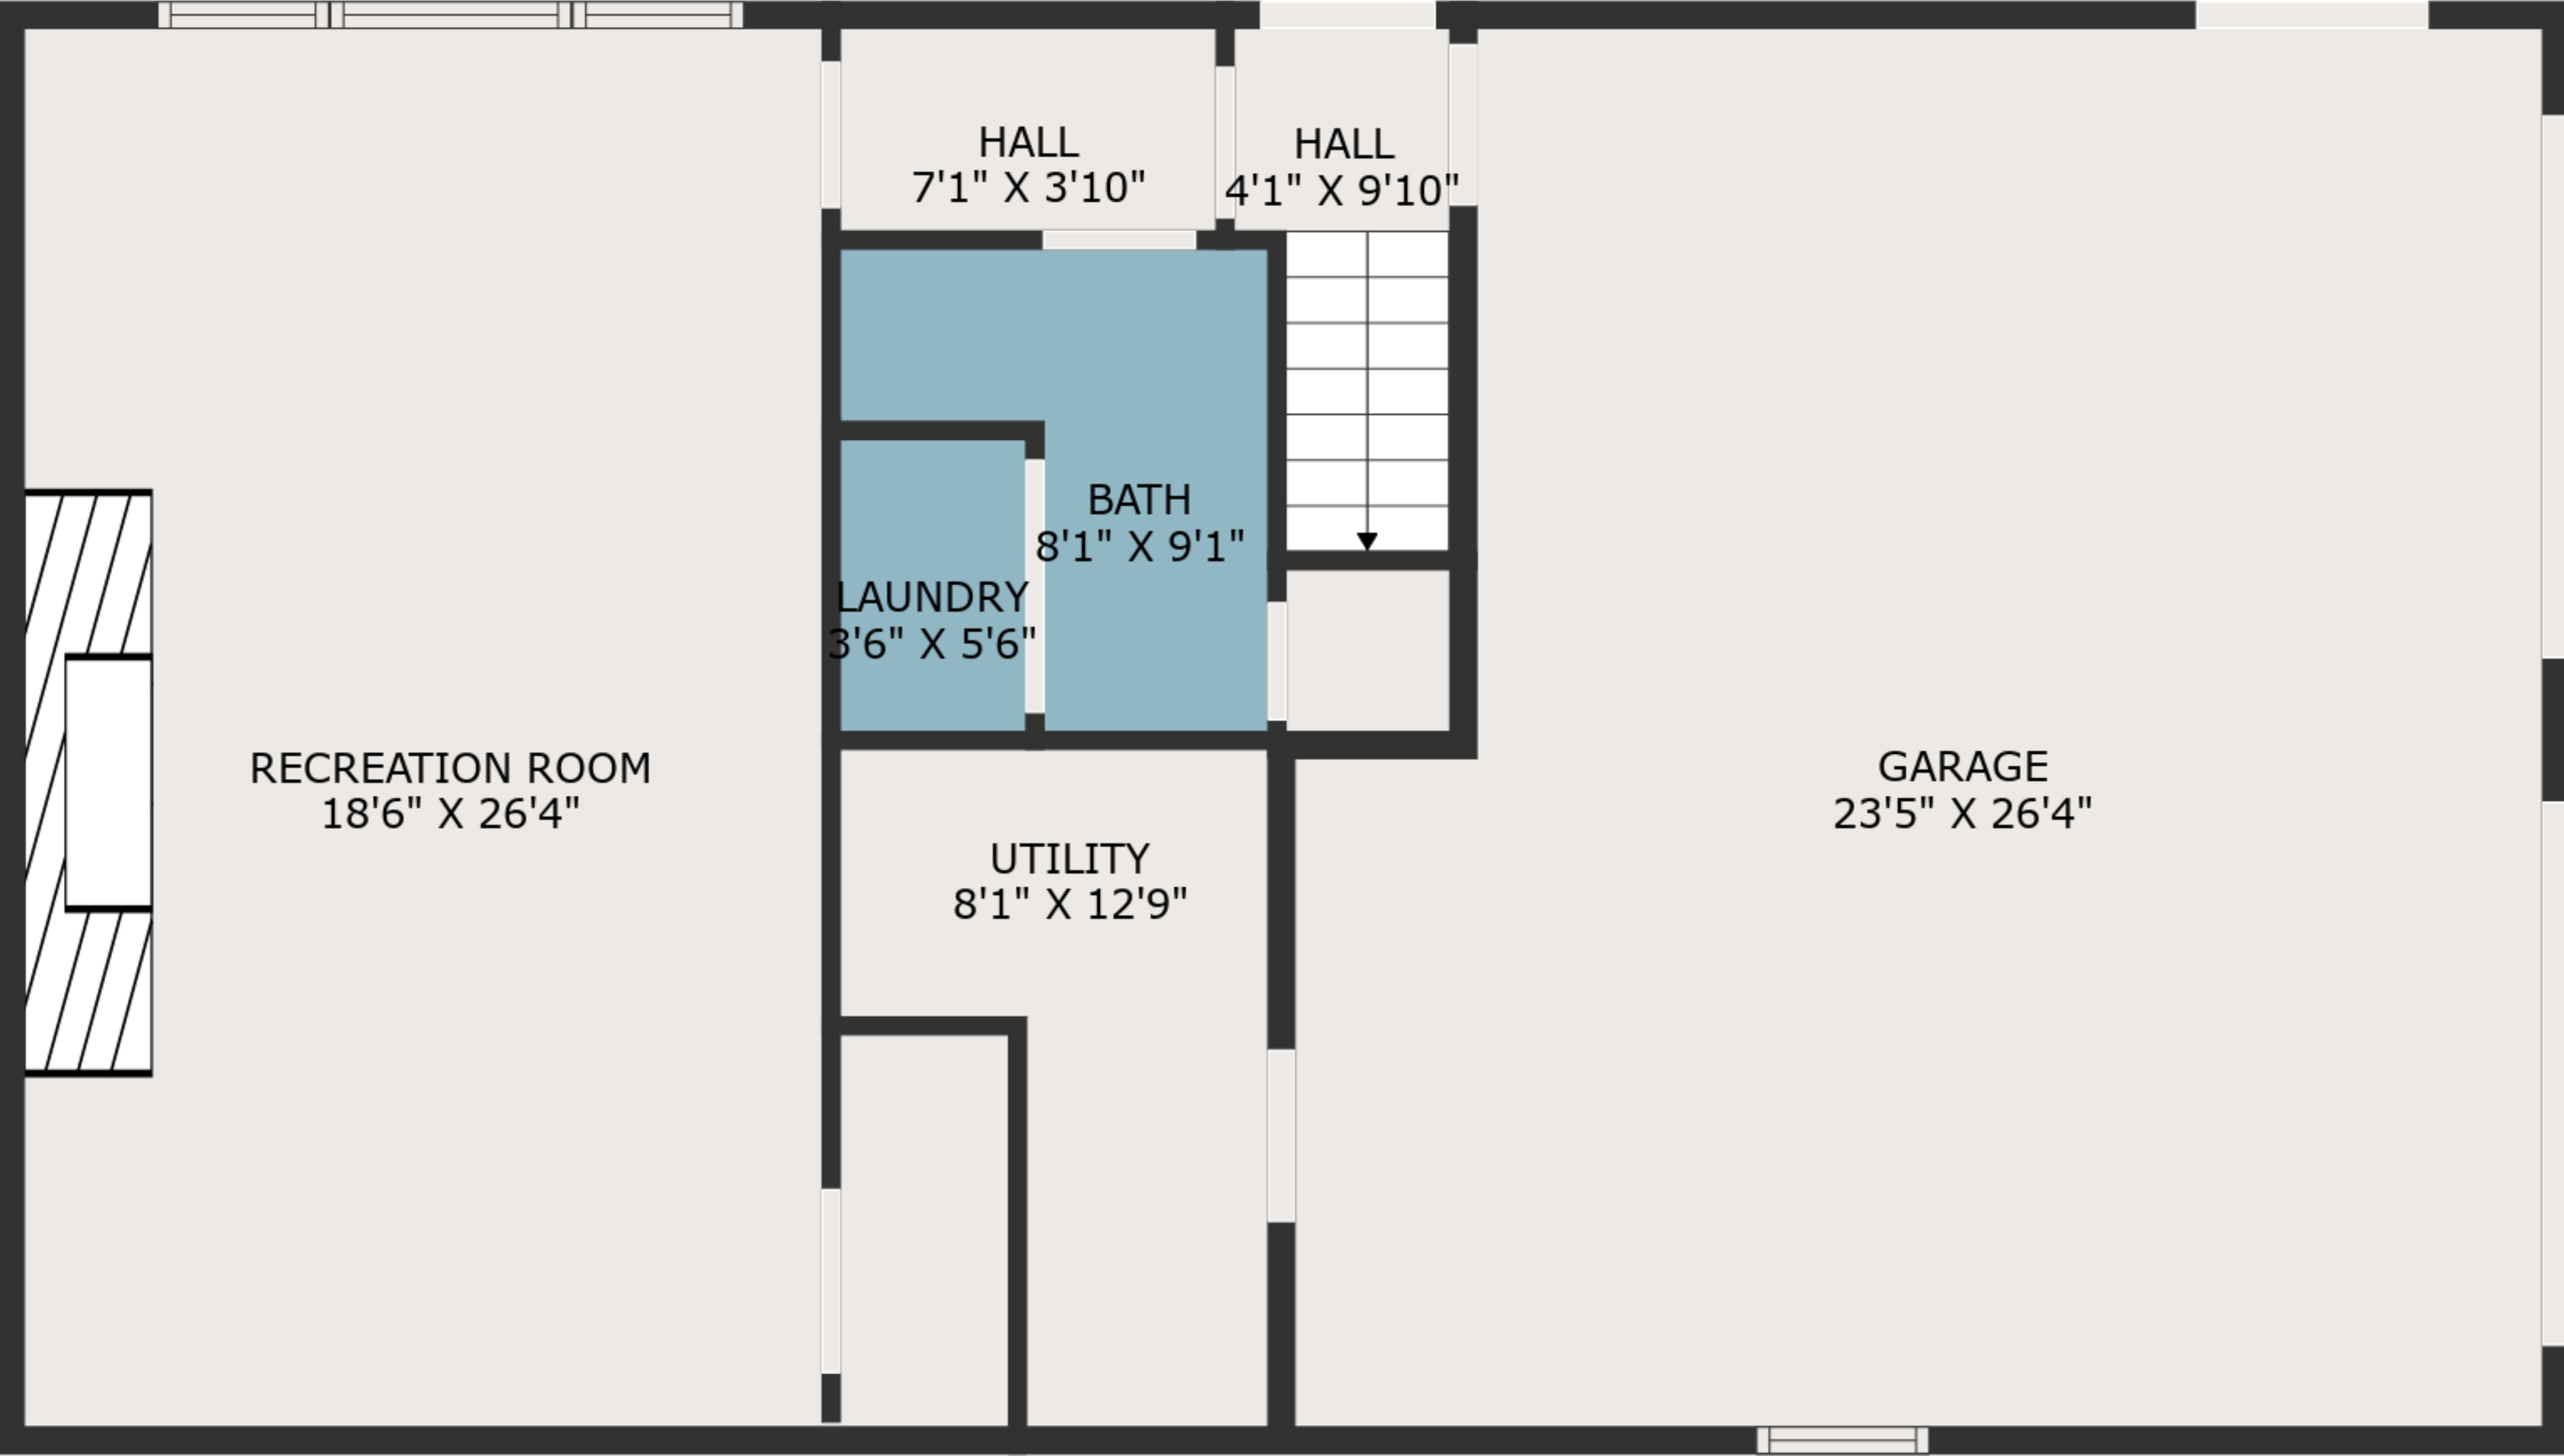 HALL
7'1" X 3'10"
HALL
4'1" X 9'10"
BATH
8'1" X 9'1"
LAUNDRY
3'6" X 5'6"
RECREATION ROOM
18'6" X 26'4"
GARAGE
23'5" X 26'4"
UTILITY
8'1" X 12'9"